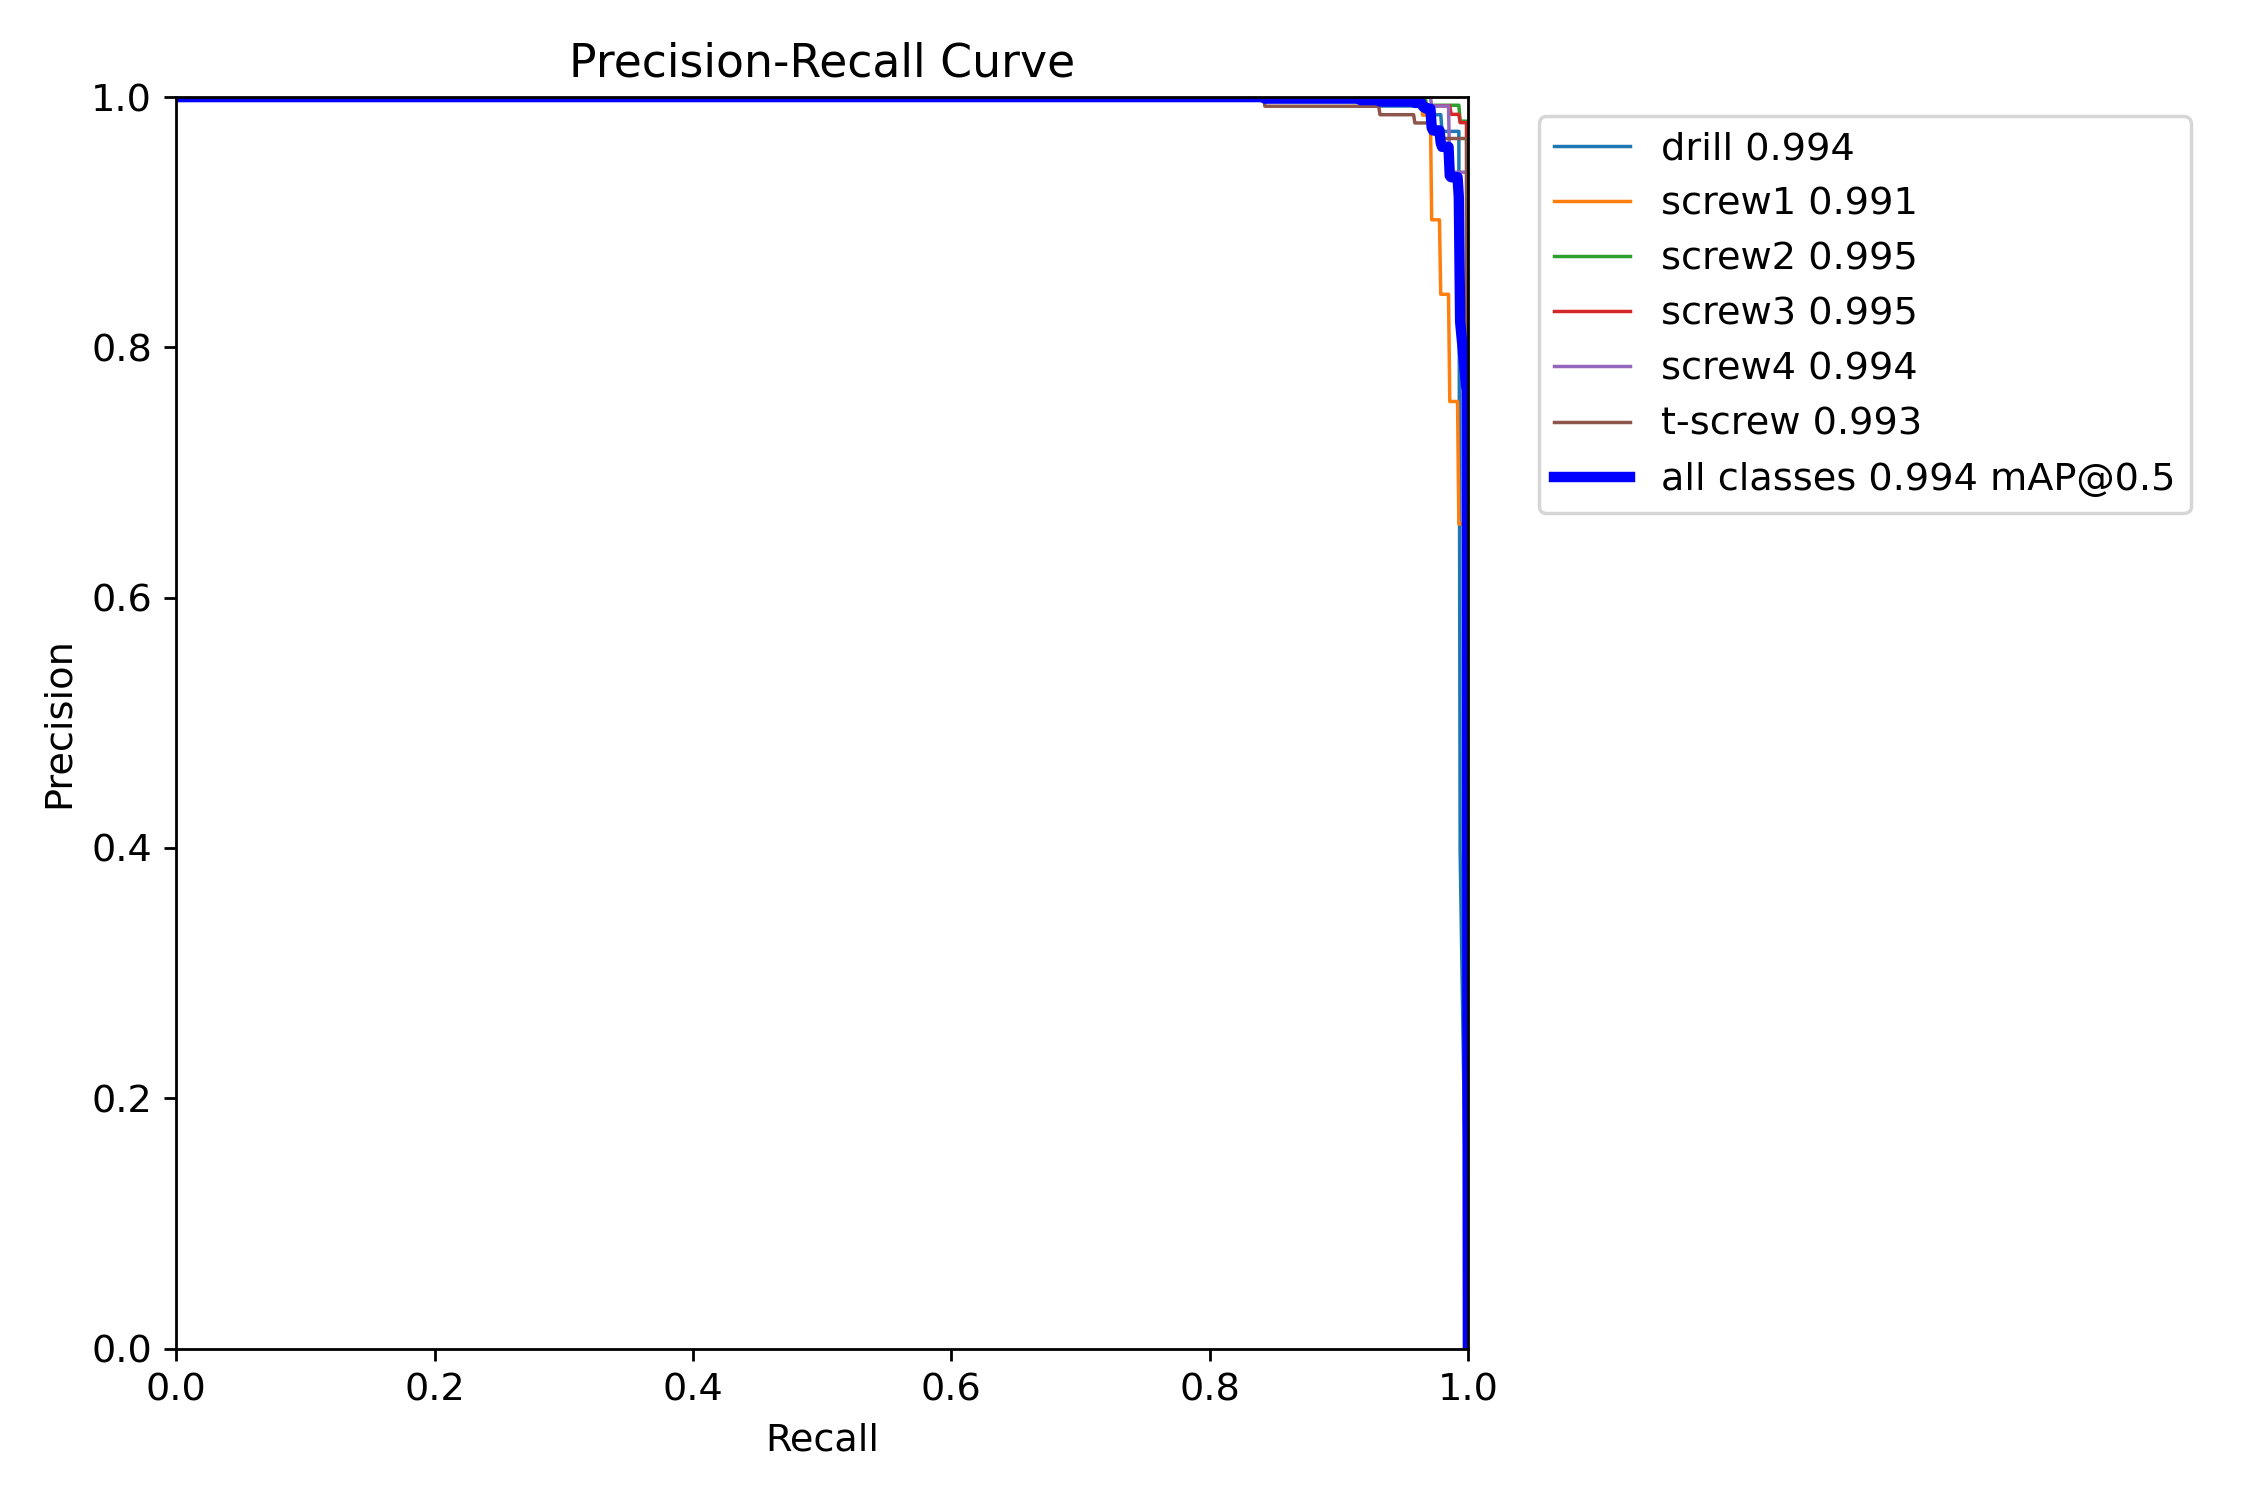 Precision-Recall Curve
1.0
0.8
0.6
0.4
0.2
0.0
Precision
0.0 0.2 0.4 0.6 0.8 1.0
Recall
drill 0.994
screw1 0.991
screw2 0.995
screw3 0.995
screw4 0.994
t-screw 0.993
all classes 0.994 mAP@0.5